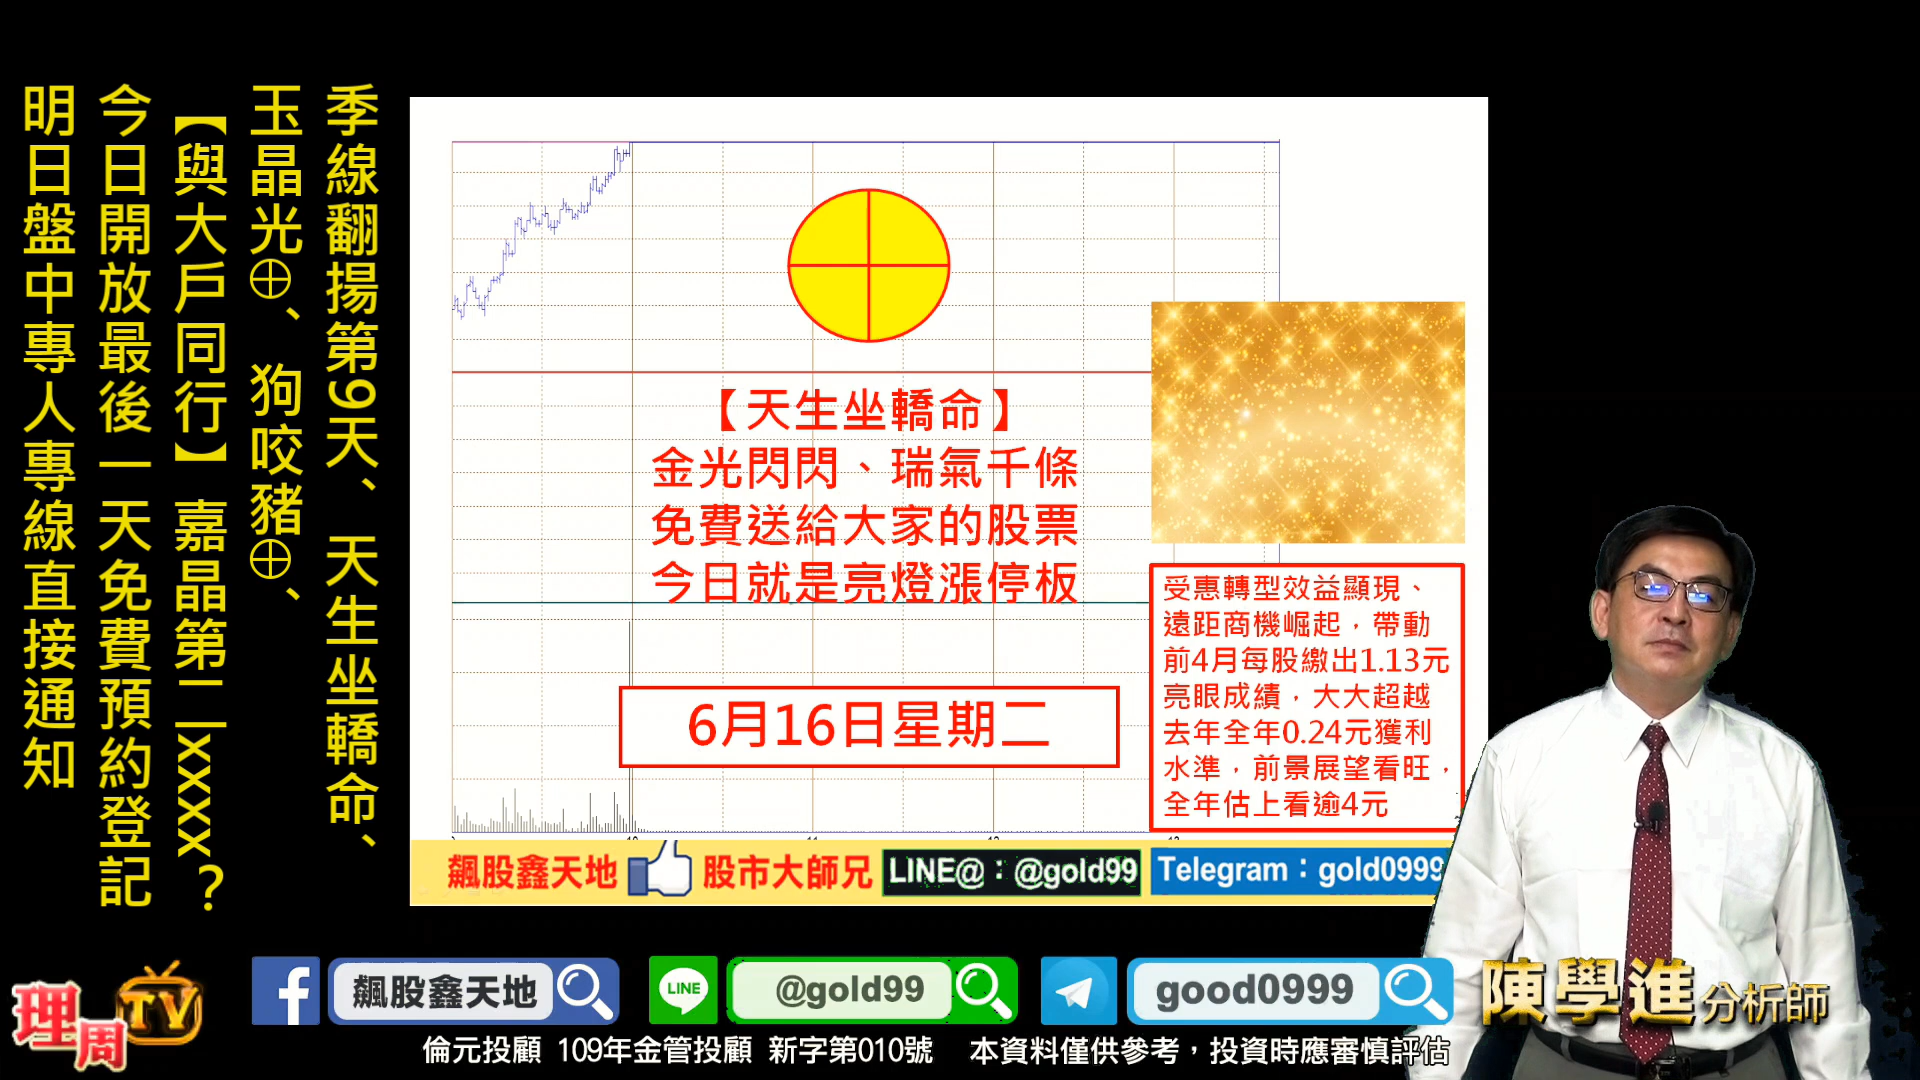 季線翻揚第9天、天生坐轎命、
玉晶光⊕、狗咬豬⊕、
【與大戶同行】嘉晶第二xxxx？
今日開放最後一天免費預約登記
明日盤中專人專線直接通知
【天生坐轎命】
金光閃閃、瑞氣千條
免費送給大家的股票
今日就是亮燈漲停板
6月16日星期二
受惠轉型效益顯現、
遠距商機崛起，帶動
前4月每股繳出1.13元
亮眼成績，大大超越
去年全年0.24元獲利
水準，前景展望看旺，
全年估上看逾4元
飆股鑫天地 股市大師兄 LINE@：@gold99 Telegram：gold0999
理周TV
飆股鑫天地
LINE
@gold99
good0999
陳學進分析師
倫元投顧 109年金管投顧 新字第010號 本資料僅供參考，投資時應審慎評估